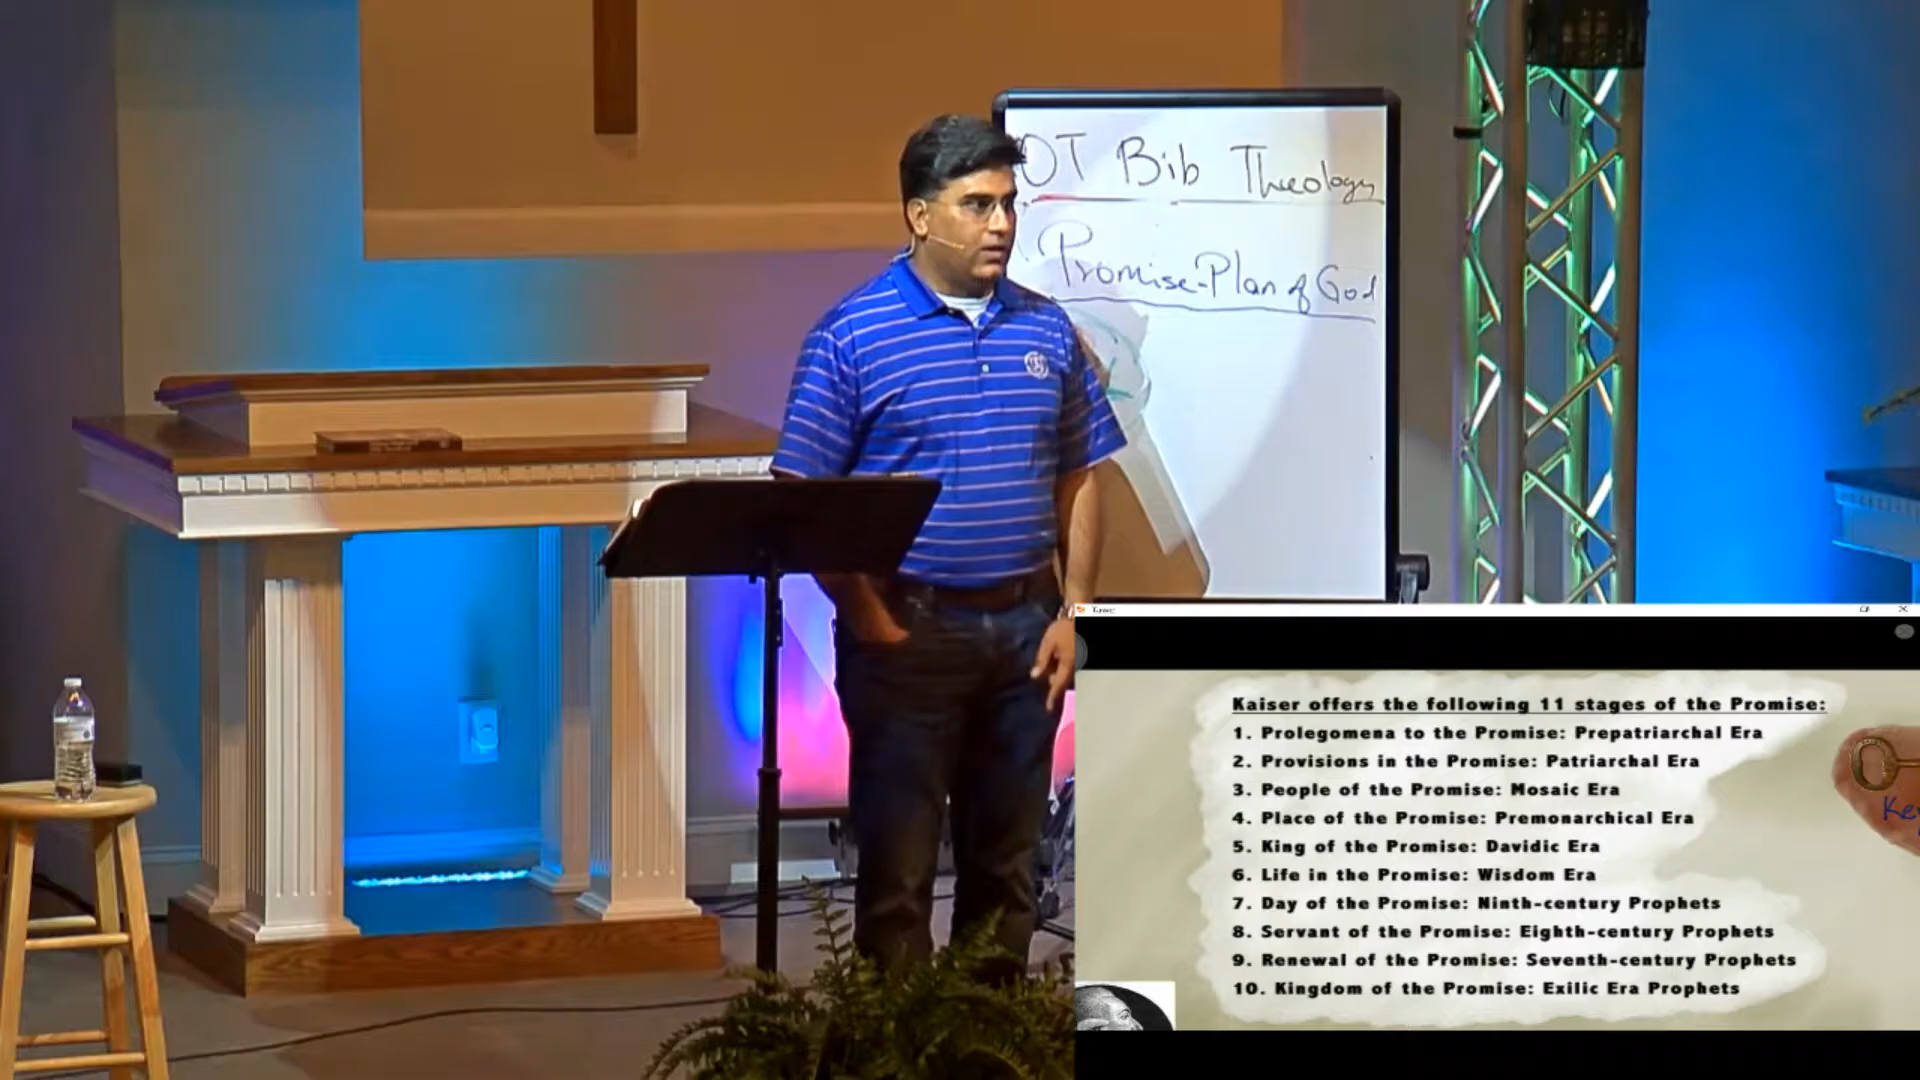 OT Bib Theology
Promise-Plan of God
Kaiser offers the following 11 stages of the Promise:
1. Prolegomena to the Promise: Prepatriarchal Era
2. Provisions in the Promise: Patriarchal Era
3. People of the Promise: Mosaic Era
4. Place of the Promise: Premonarchical Era
5. King of the Promise: Davidic Era
6. Life in the Promise: Wisdom Era
7. Day of the Promise: Ninth-century Prophets
8. Servant of the Promise: Eighth-century Prophets
9. Renewal of the Promise: Seventh-century Prophets
10. Kingdom of the Promise: Exilic Era Prophets